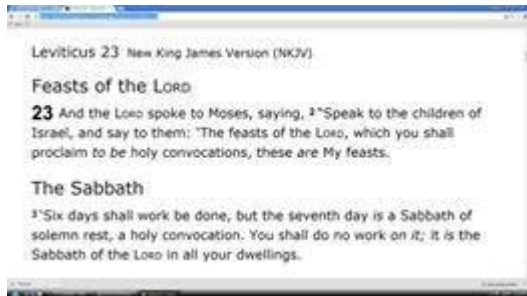 Leviticus 23 New King James Version (NKJV)
Feasts of the LORD
23 And the LORD spoke to Moses, saying, 2 "Speak to the children of
Israel, and say to them: 'The feasts of the LORD, which you shall
proclaim to be holy convocations, these are My feasts.
The Sabbath
3 'Six days shall work be done, but the seventh day is a Sabbath of
solemn rest, a holy convocation. You shall do no work on it; it is the
Sabbath of the LORD in all your dwellings.